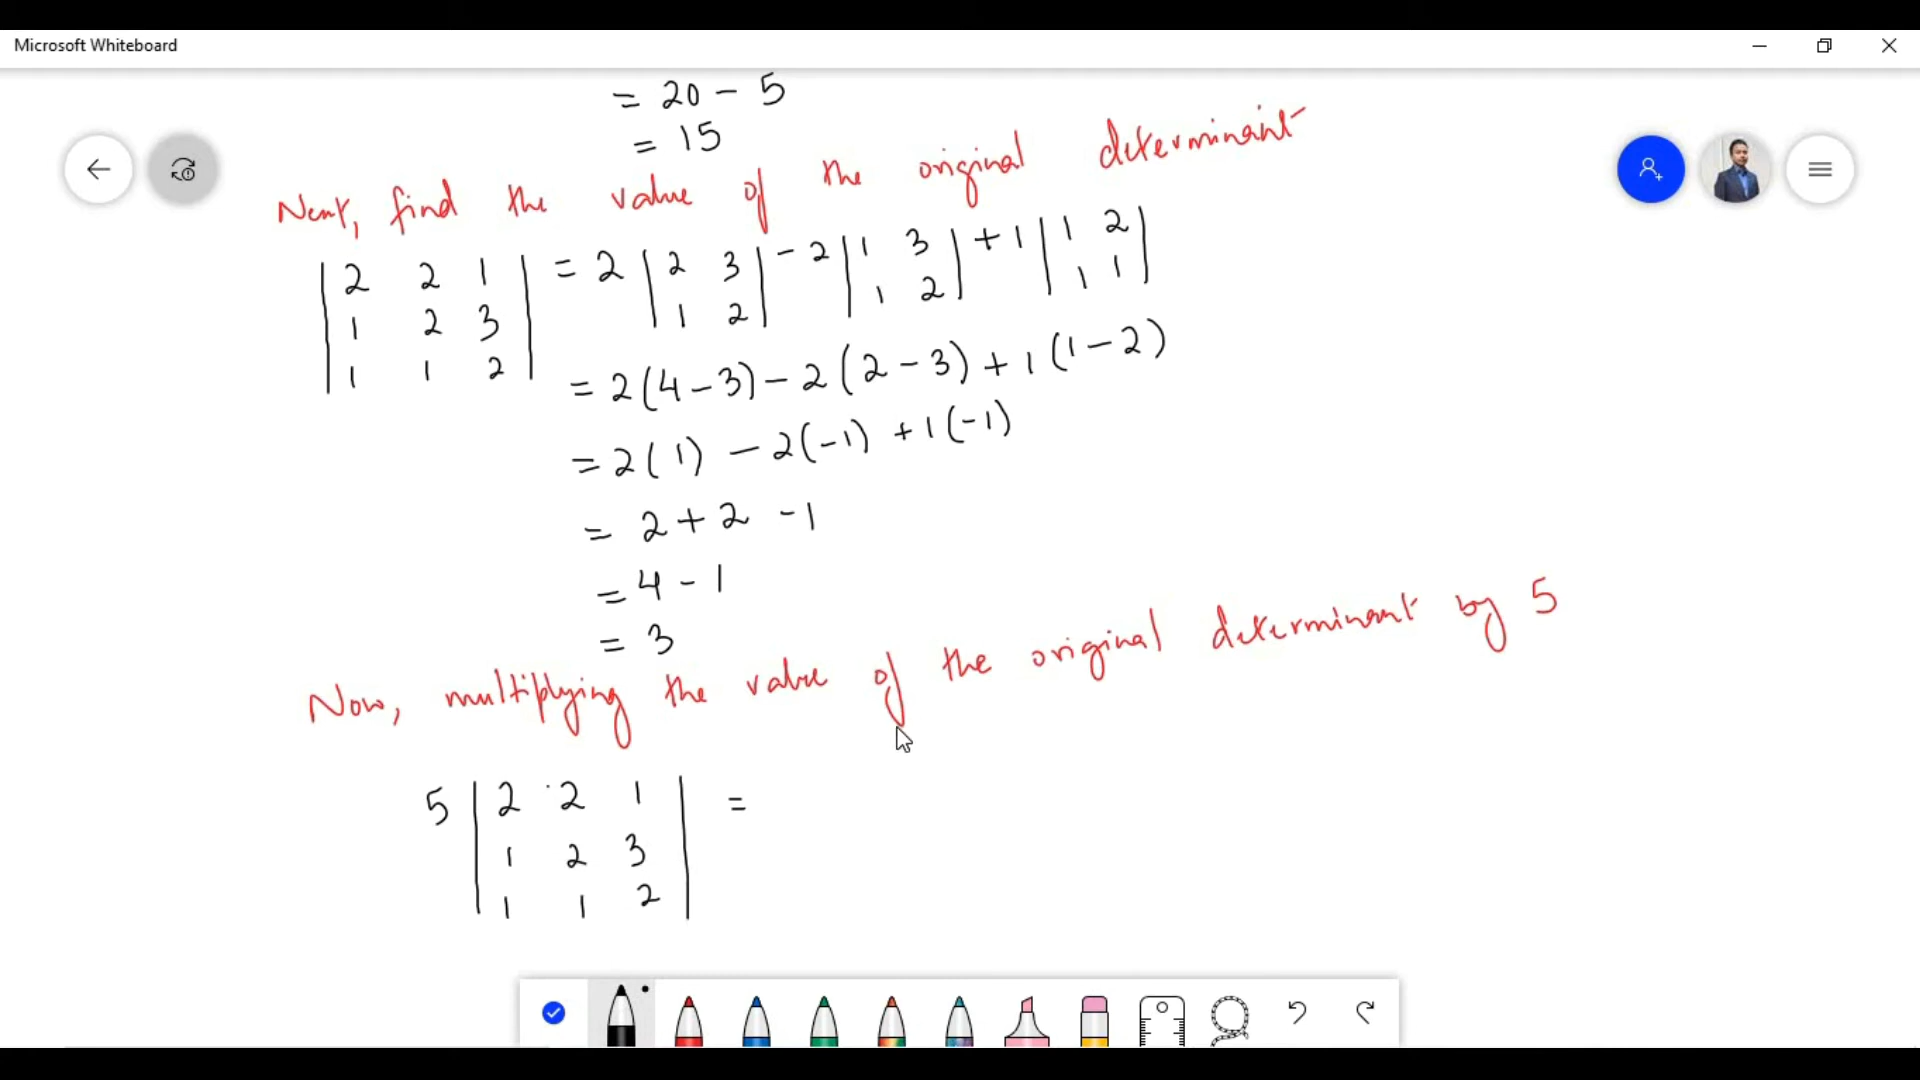 Microsoft Whiteboard
= 20 - 5
= 15
Next, find the value of the original determinant
| 2 2 1 | = 2 | 2 3 | - 2 | 1 3 | + 1 | 1 2 |
| 1 2 3 | | 1 2 | | 1 2 | | 1 1 |
| 1 1 2 |
= 2(4-3) - 2(2-3) + 1(1-2)
= 2(1) - 2(-1) + 1(-1)
= 2 + 2 - 1
= 4 - 1
= 3
Now, multiplying the value of the original determinant by 5
5 | 2 2 1 | =
| 1 2 3 |
| 1 1 2 |